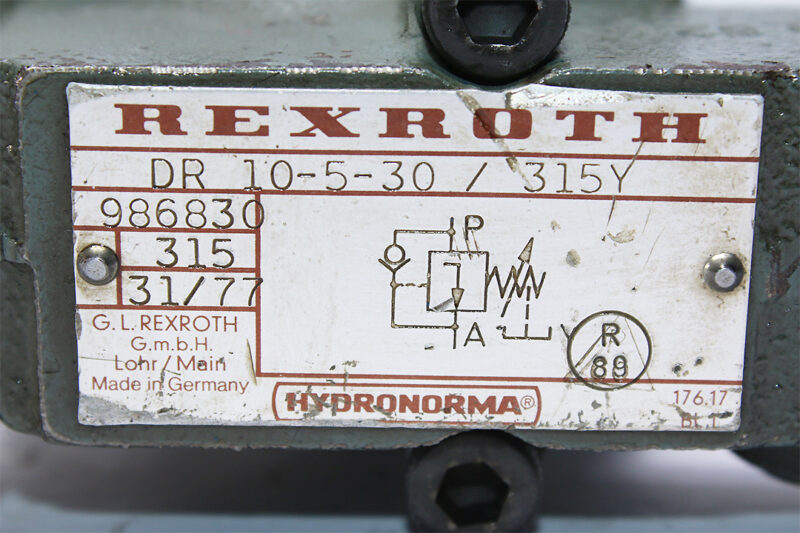 REXROTH
DR 10-5-30 / 315Y
986830
315
31/77
G.L.REXROTH
G.m.b.H.
Lohr/Main
Made in Germany
P
A
Y
R
89
HYDRONORMA®
176.17
Bl. 1